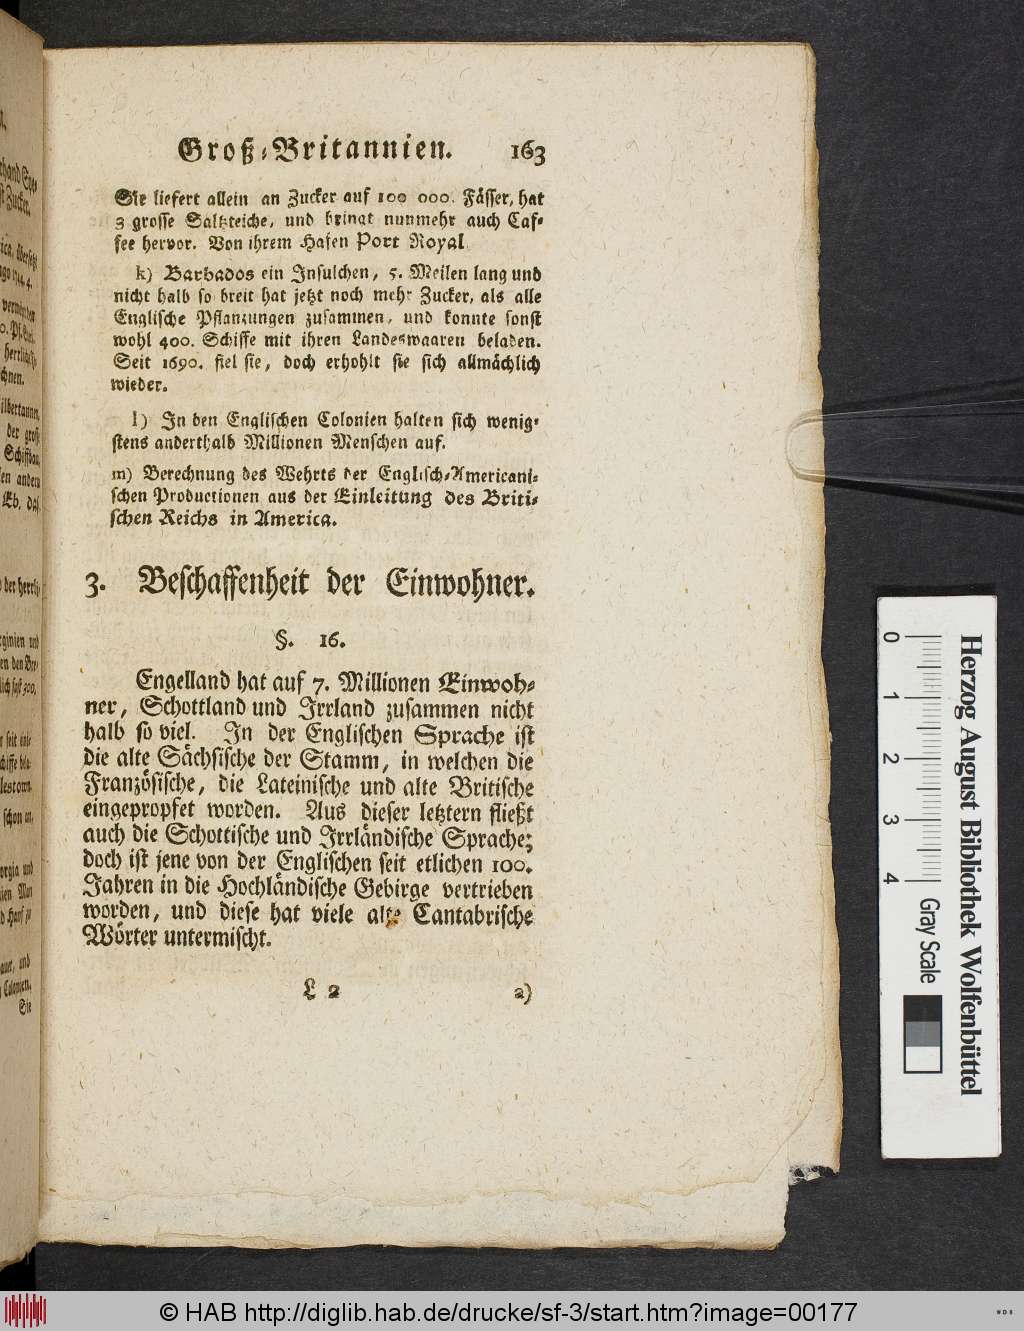 Groß-Britannien. 163
Sie liefert allein an Zucker auf 100 000. Fässer, hat
3 grosse Saltzteiche, und bringt nunmehr auch Caf-
fee hervor. Von ihrem Hafen Port Royal
k) Barbados ein Insulchen, 5. Meilen lang und
nicht halb so breit hat jetzt noch mehr Zucker, als alle
Englische Pflanzungen zusammen, und konnte sonst
wohl 400. Schiffe mit ihren Landeswaaren beladen.
Seit 1690. fiel sie, doch erhohlt sie sich allmächlich
wieder.
l) In den Englischen Colonien halten sich wenig-
stens anderthalb Millionen Menschen auf.
m) Berechnung des Wehrts der Englisch-Americani-
schen Productionen aus der Einleitung des Briti-
schen Reichs in America.
3. Beschaffenheit der Einwohner.
§. 16.
Engelland hat auf 7. Millionen Einwoh-
ner, Schottland und Irrland zusammen nicht
halb so viel. In der Englischen Sprache ist
die alte Sächsische der Stamm, in welchen die
Französische, die Lateinische und alte Britische
eingepropfet worden. Aus dieser letztern fließt
auch die Schottische und Irrländische Sprache;
doch ist jene von der Englischen seit etlichen 100.
Jahren in die Hochländische Gebirge vertrieben
worden, und diese hat viele alte Cantabrische
Wörter untermischt.
L 2 a)
Herzog August Bibliothek Wolfenbüttel
0 1 2 3 4 Gray Scale
© HAB http://diglib.hab.de/drucke/sf-3/start.htm?image=00177